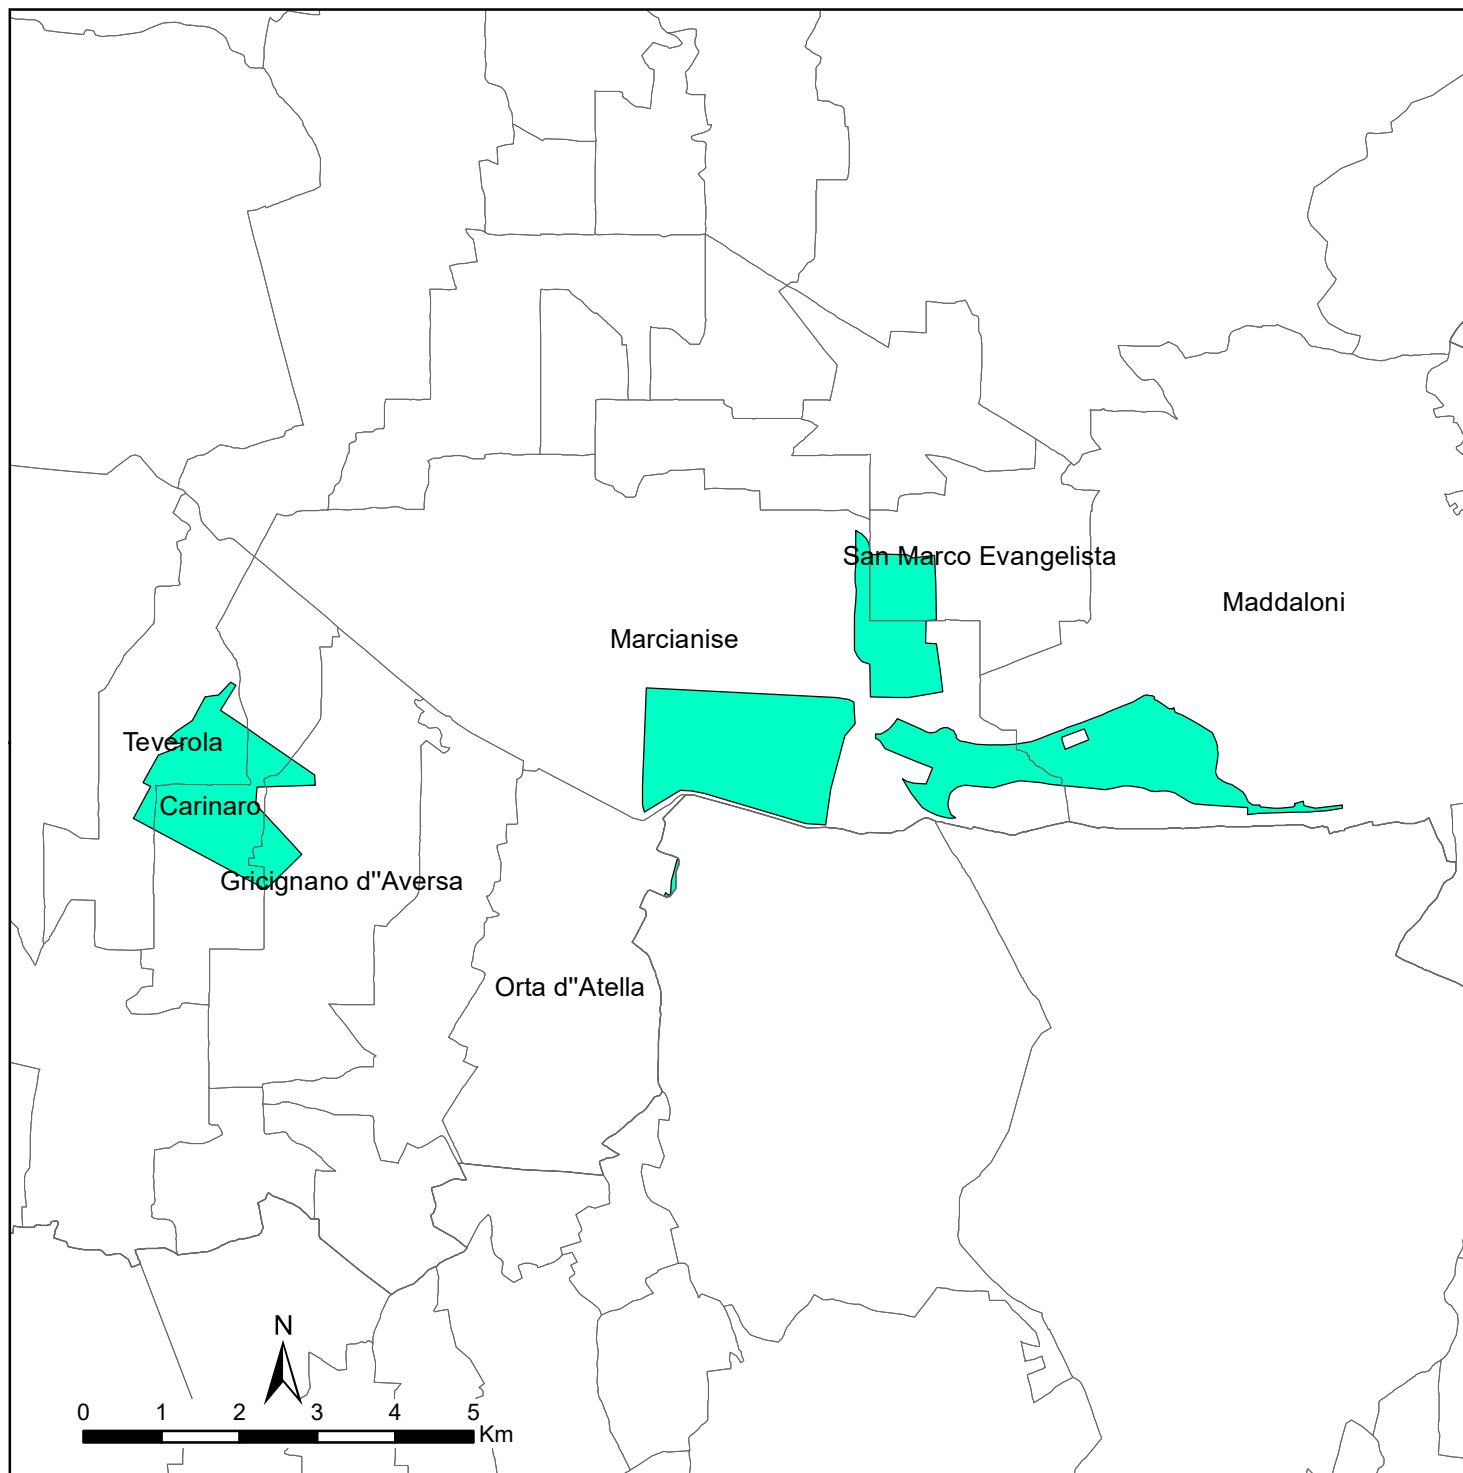 San Marco Evangelista
Maddaloni
Marcianise
Teverola
Carinaro
Gricignano d''Aversa
Orta d''Atella
N
0 1 2 3 4 5
Km